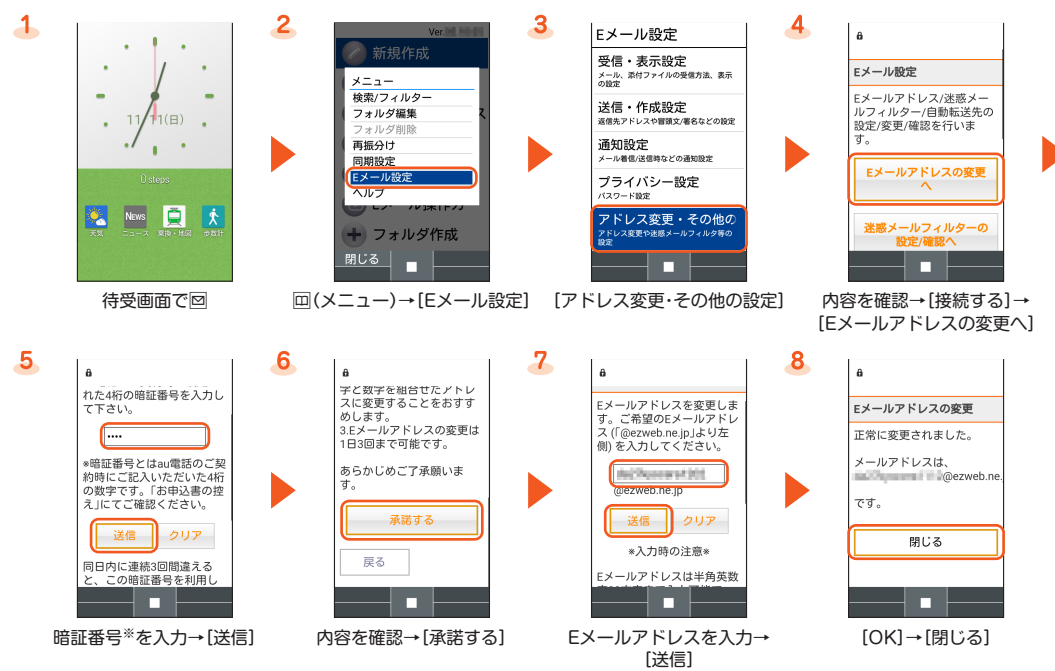 1
11/11(日)
0 steps
天気
NEWS
ニュース
乗換・地図
歩数計
待受画面で
2
Ver.
新規作成
メニュー
検索/フィルター
フォルダ編集
フォルダ削除
再振分け
同期設定
Eメール設定
ヘルプ
フォルダ作成
閉じる
(メニュー)→[Eメール設定]
3
Eメール設定
受信・表示設定
メール、添付ファイルの受信方法、表示
の設定
送信・作成設定
返信先アドレスや冒頭文/署名などの設定
通知設定
メール着信/送信時などの通知設定
プライバシー設定
パスワード設定
アドレス変更・その他の
アドレス変更や迷惑メールフィルタ等の
設定
[アドレス変更・その他の設定]
4
Eメール設定
Eメールアドレス/迷惑メー
ルフィルター/自動転送先の
設定/変更/確認を行いま
す。
Eメールアドレスの変更
へ
迷惑メールフィルターの
設定/確認へ
内容を確認→[接続する]→
[Eメールアドレスの変更へ]
5
れた4桁の暗証番号を入力し
て下さい。
••••
※暗証番号とはau電話のご契
約時にご記入いただいた4桁
の数字です。「お申込書の控
え」にてご確認ください。
送信
クリア
同日内に連続3回間違える
と、この暗証番号を利用し
暗証番号※を入力→[送信]
6
字と数字を組合せたアドレ
スに変更することをおすす
めします。
3.Eメールアドレスの変更は
1日3回まで可能です。
あらかじめご了承願いま
す。
承諾する
戻る
内容を確認→[承諾する]
7
Eメールアドレスを変更しま
す。ご希望のEメールアドレ
ス (「@ezweb.ne.jp」より左
側) を入力してください。
@ezweb.ne.jp
送信
クリア
※入力時の注意※
Eメールアドレスは半角英数
Eメールアドレスを入力→
[送信]
8
Eメールアドレスの変更
正常に変更されました。
メールアドレスは、
@ezweb.ne.
です。
閉じる
[OK]→[閉じる]